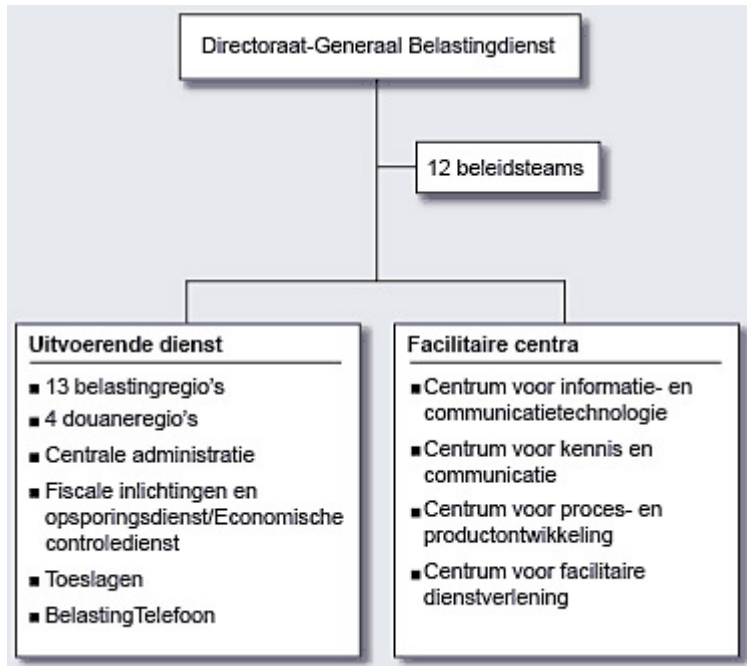 Directoraat-Generaal Belastingdienst
12 beleidsteams
Uitvoerende dienst
■ 13 belastingregio's
■ 4 douaneregio's
■ Centrale administratie
■ Fiscale inlichtingen en
opsporingsdienst/Economische
controledienst
■ Toeslagen
■ BelastingTelefoon
Facilitaire centra
■ Centrum voor informatie- en
communicatietechnologie
■ Centrum voor kennis en
communicatie
■ Centrum voor proces- en
productontwikkeling
■ Centrum voor facilitaire
dienstverlening